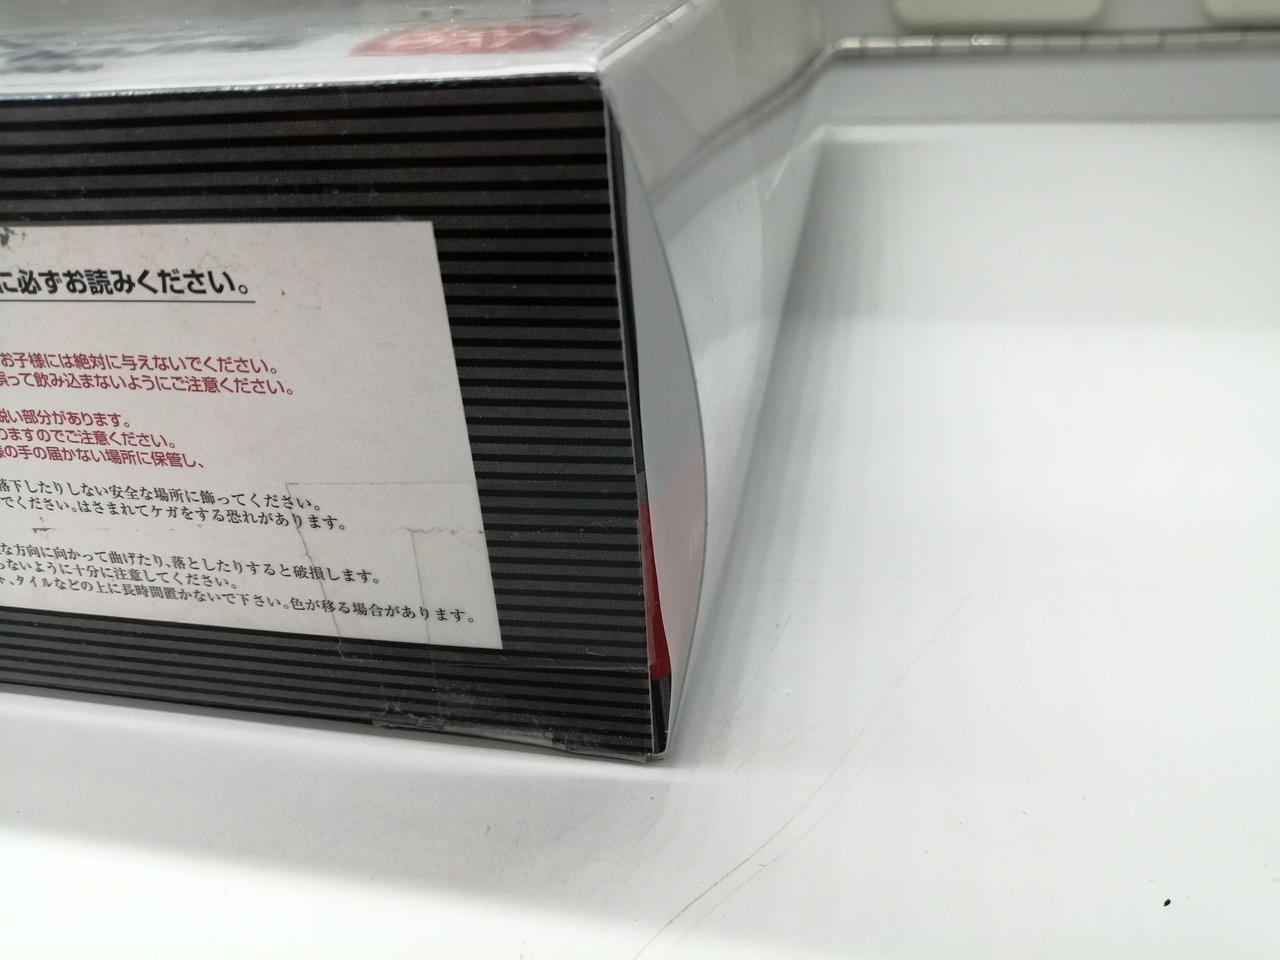 に必ずお読みください。
お子様には絶対に与えないでください。
誤って飲み込まないようにご注意ください。
鋭い部分があります。
りますのでご注意ください。
様の手の届かない場所に保管し、
落下したりしない安全な場所に飾ってください。
でください。はさまれてケガをする恐れがあります。
な方向に向かって曲げたり、落としたりすると破損します。
らないように十分に注意してください。
ト、タイルなどの上に長時間置かないで下さい。色が移る場合があります。